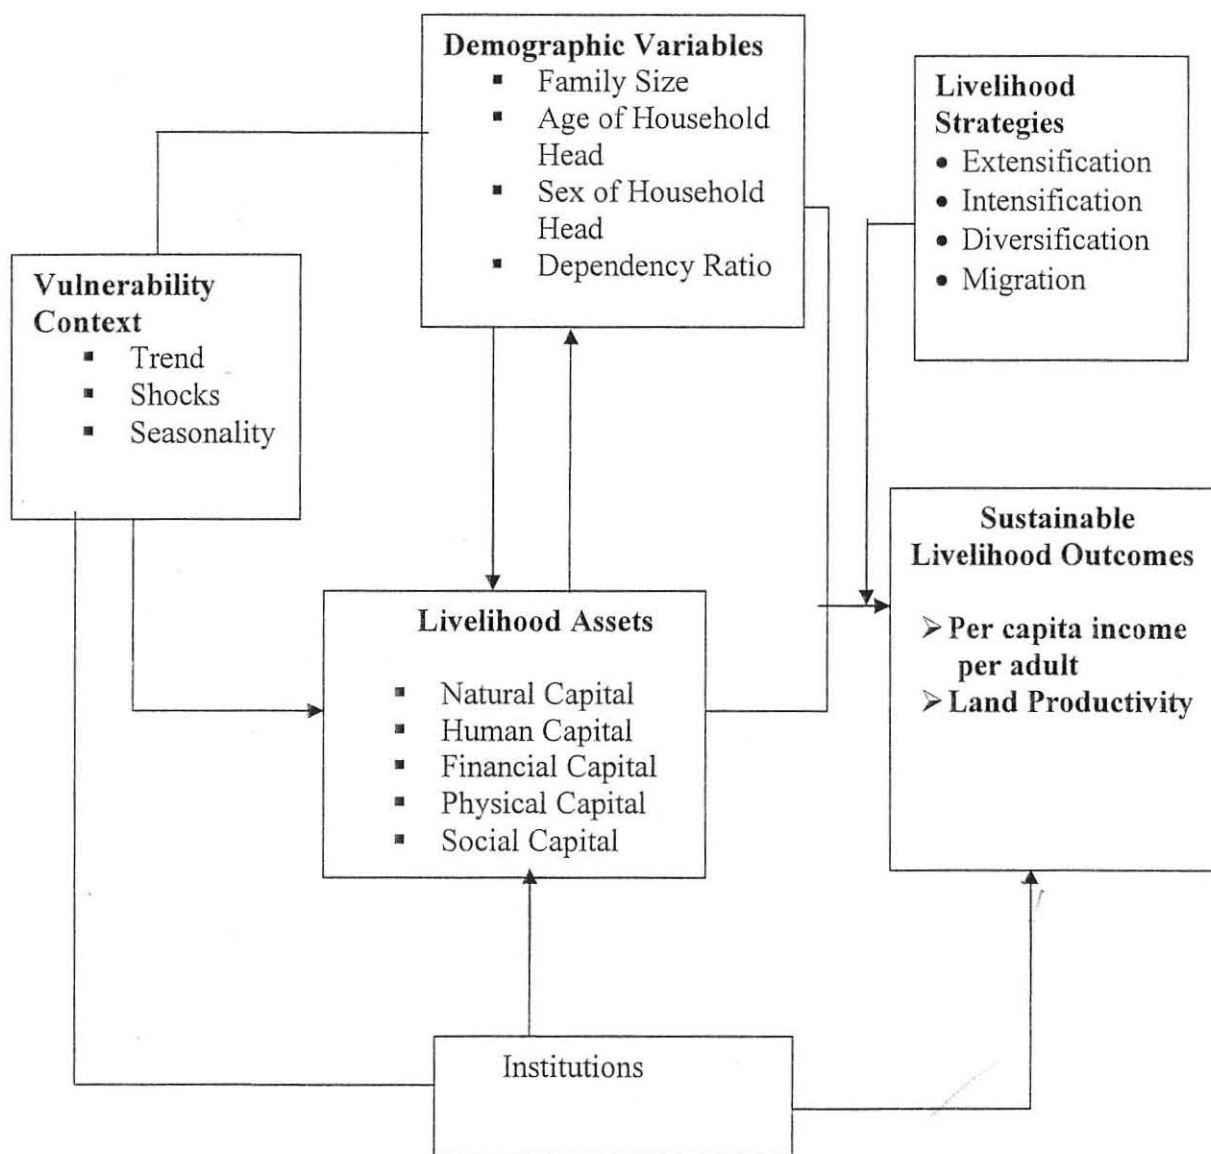 Demographic Variables
▪ Family Size
▪ Age of Household
Head
▪ Sex of Household
Head
▪ Dependency Ratio
Livelihood
Strategies
• Extensification
• Intensification
• Diversification
• Migration
Vulnerability
Context
▪ Trend
▪ Shocks
▪ Seasonality
Sustainable
Livelihood Outcomes
➢ Per capita income
per adult
➢ Land Productivity
Livelihood Assets
▪ Natural Capital
▪ Human Capital
▪ Financial Capital
▪ Physical Capital
▪ Social Capital
Institutions